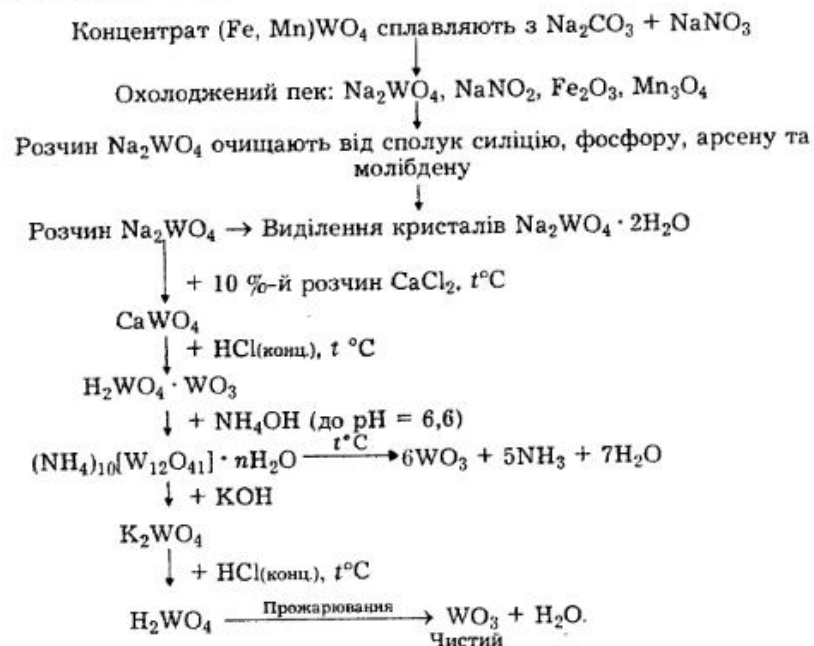 Концентрат (Fe, Mn)WO₄ сплавляють з Na₂CO₃ + NaNO₃
Охолоджений пек: Na₂WO₄, NaNO₂, Fe₂O₃, Mn₃O₄
Розчин Na₂WO₄ очищають від сполук силіцію, фосфору, арсену та
молібдену
Розчин Na₂WO₄ → Виділення кристалів Na₂WO₄ · 2H₂O
+ 10 %-й розчин CaCl₂, t°C
CaWO₄
+ HCl(конц.), t °C
H₂WO₄ · WO₃
+ NH₄OH (до pH = 6,6)
(NH₄)₁₀[W₁₂O₄₁] · nH₂O t°C → 6WO₃ + 5NH₃ + 7H₂O
+ KOH
K₂WO₄
+ HCl(конц.), t°C
H₂WO₄ Прожарювання → WO₃ + H₂O.
Чистий